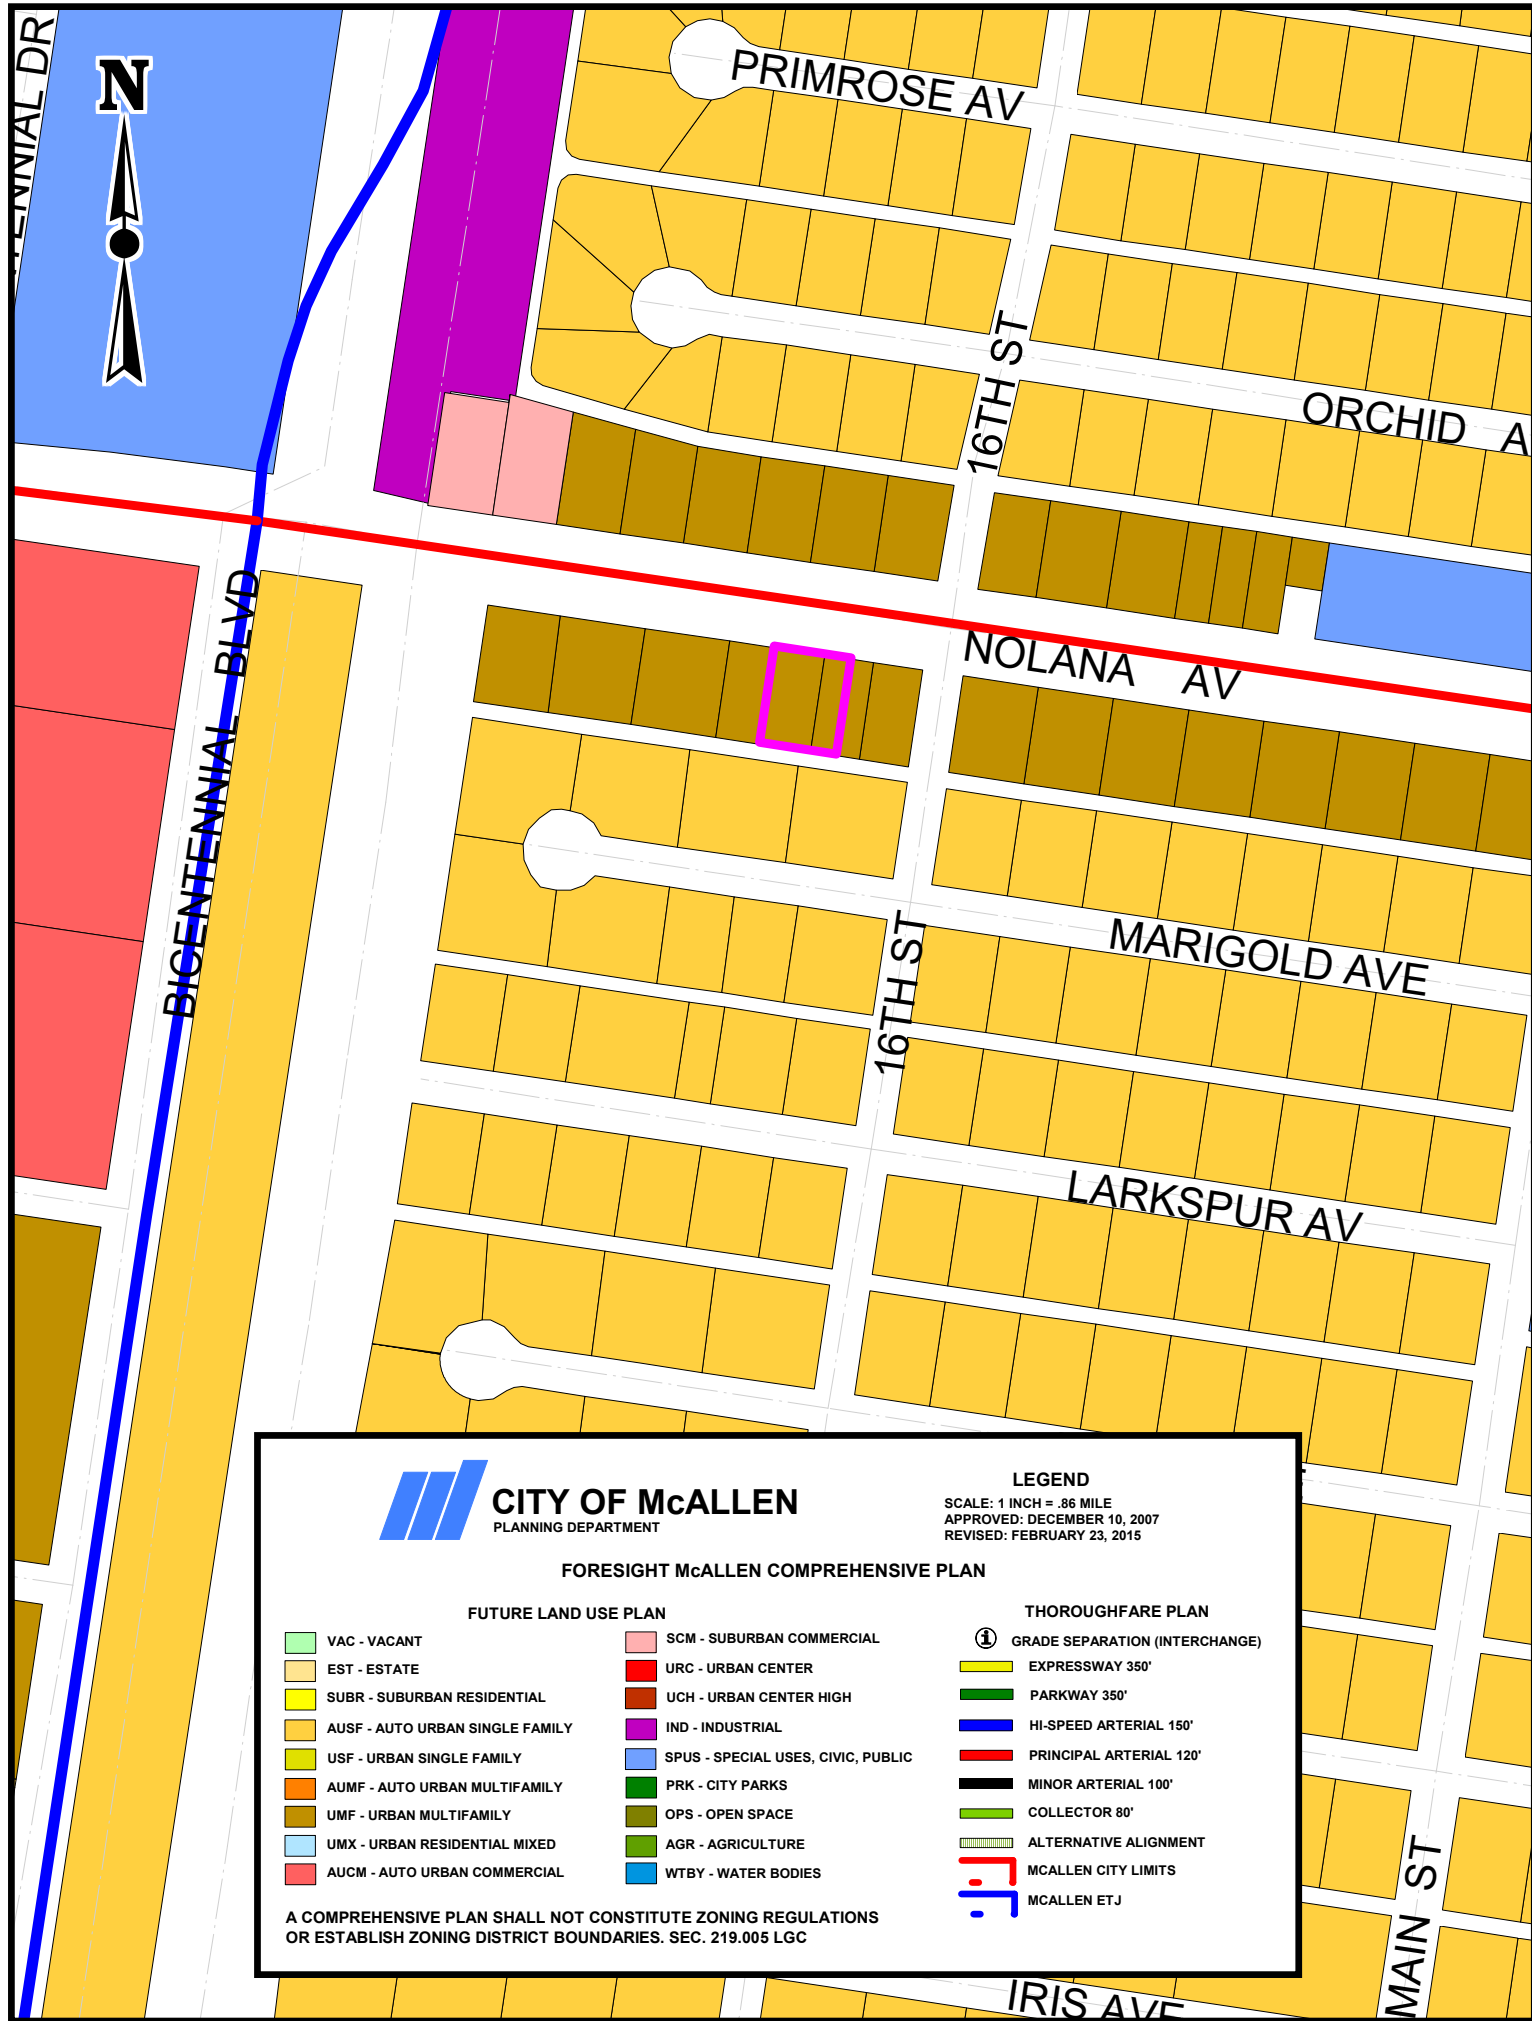 TENNIAL DR
N
PRIMROSE AV
16TH ST
ORCHID A
NOLANA AV
BICENTENNIAL BLVD
MARIGOLD AVE
16TH ST
LARKSPUR AV
CITY OF McALLEN
PLANNING DEPARTMENT
LEGEND
SCALE: 1 INCH = .86 MILE
APPROVED: DECEMBER 10, 2007
REVISED: FEBRUARY 23, 2015
FORESIGHT McALLEN COMPREHENSIVE PLAN
FUTURE LAND USE PLAN
VAC - VACANT
EST - ESTATE
SUBR - SUBURBAN RESIDENTIAL
AUSF - AUTO URBAN SINGLE FAMILY
USF - URBAN SINGLE FAMILY
AUMF - AUTO URBAN MULTIFAMILY
UMF - URBAN MULTIFAMILY
UMX - URBAN RESIDENTIAL MIXED
AUCM - AUTO URBAN COMMERCIAL
SCM - SUBURBAN COMMERCIAL
URC - URBAN CENTER
UCH - URBAN CENTER HIGH
IND - INDUSTRIAL
SPUS - SPECIAL USES, CIVIC, PUBLIC
PRK - CITY PARKS
OPS - OPEN SPACE
AGR - AGRICULTURE
WTBY - WATER BODIES
THOROUGHFARE PLAN
GRADE SEPARATION (INTERCHANGE)
EXPRESSWAY 350'
PARKWAY 350'
HI-SPEED ARTERIAL 150'
PRINCIPAL ARTERIAL 120'
MINOR ARTERIAL 100'
COLLECTOR 80'
ALTERNATIVE ALIGNMENT
MCALLEN CITY LIMITS
MCALLEN ETJ
A COMPREHENSIVE PLAN SHALL NOT CONSTITUTE ZONING REGULATIONS
OR ESTABLISH ZONING DISTRICT BOUNDARIES. SEC. 219.005 LGC
MAIN ST
IRIS AVE